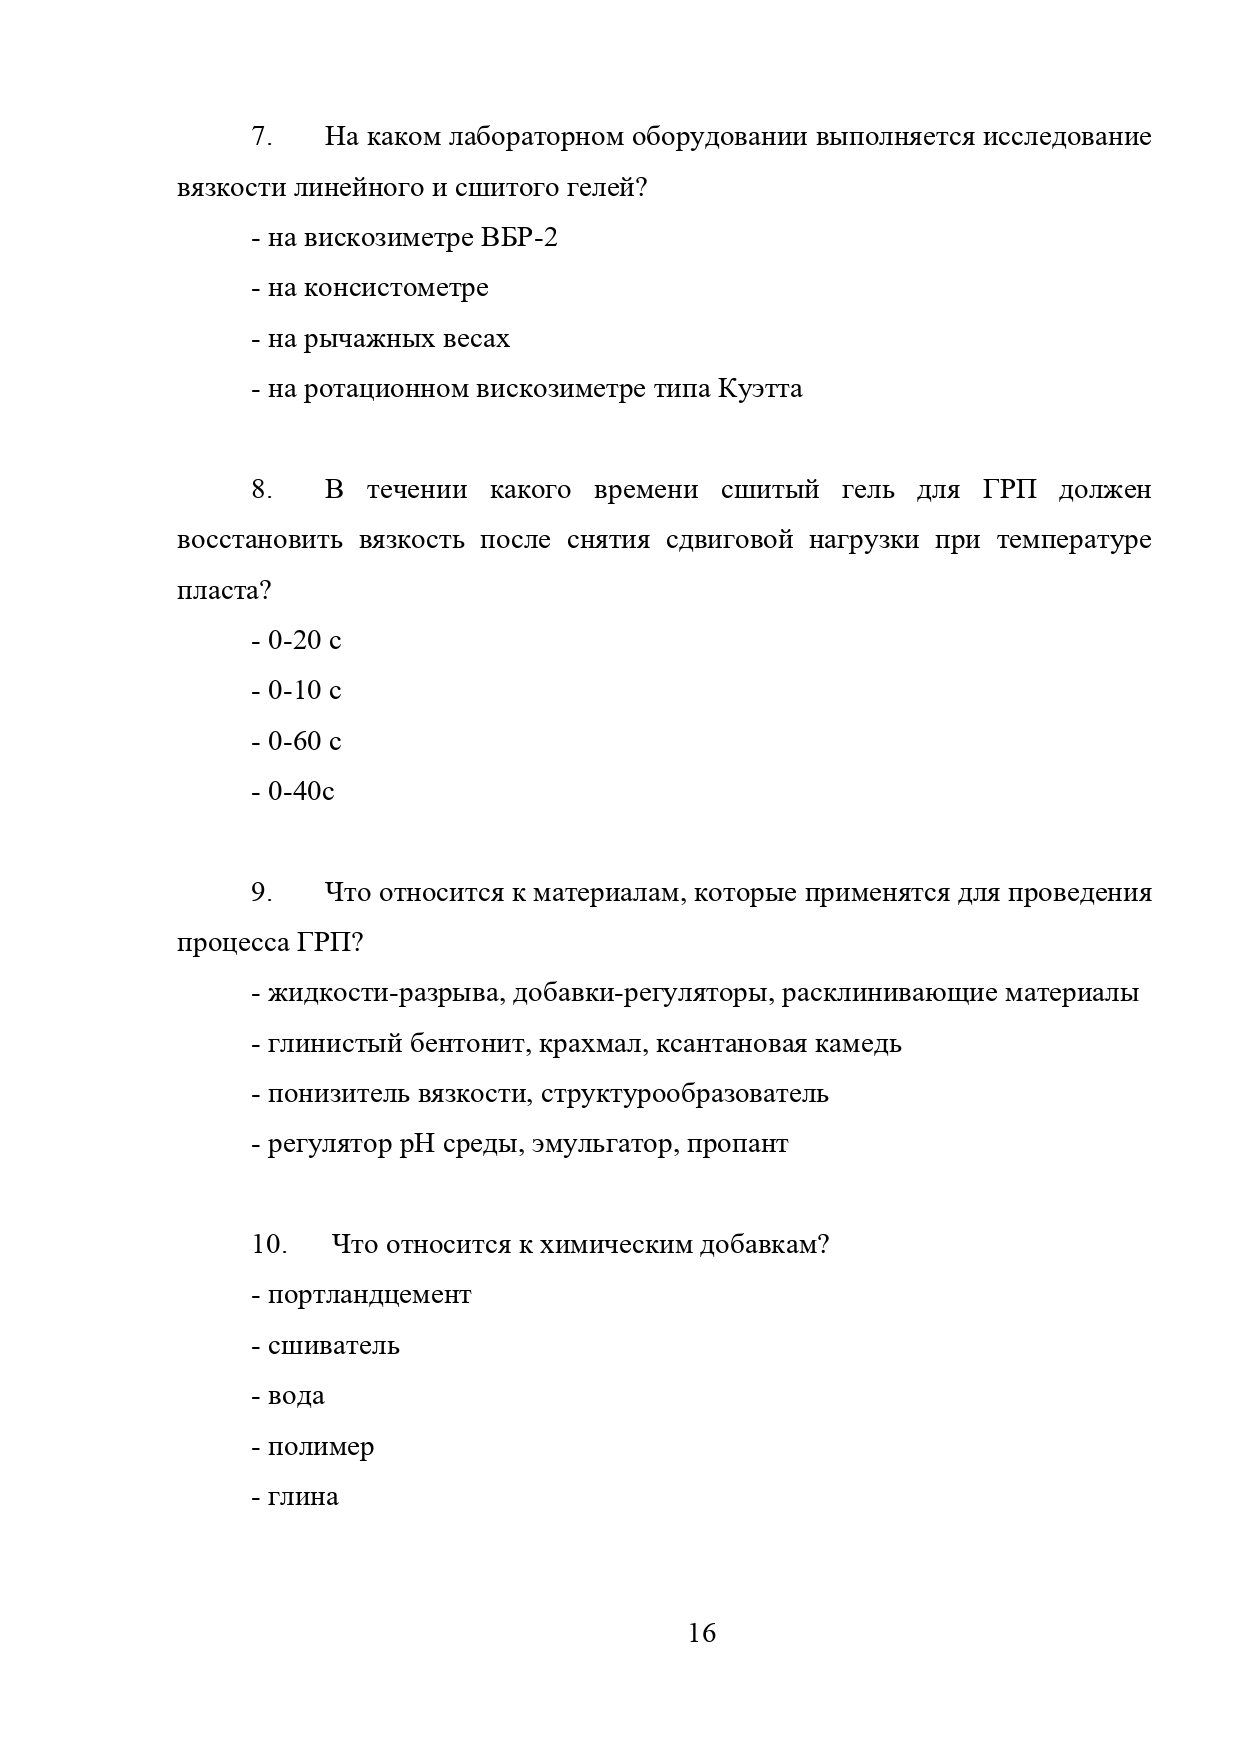 7. На каком лабораторном оборудовании выполняется исследование
вязкости линейного и сшитого гелей?
- на вискозиметре ВБР-2
- на консистометре
- на рычажных весах
- на ротационном вискозиметре типа Куэтта
8. В течении какого времени сшитый гель для ГРП должен
восстановить вязкость после снятия сдвиговой нагрузки при температуре
пласта?
- 0-20 с
- 0-10 с
- 0-60 с
- 0-40с
9. Что относится к материалам, которые применятся для проведения
процесса ГРП?
- жидкости-разрыва, добавки-регуляторы, расклинивающие материалы
- глинистый бентонит, крахмал, ксантановая камедь
- понизитель вязкости, структурообразователь
- регулятор pH среды, эмульгатор, пропант
10. Что относится к химическим добавкам?
- портландцемент
- сшиватель
- вода
- полимер
- глина
16